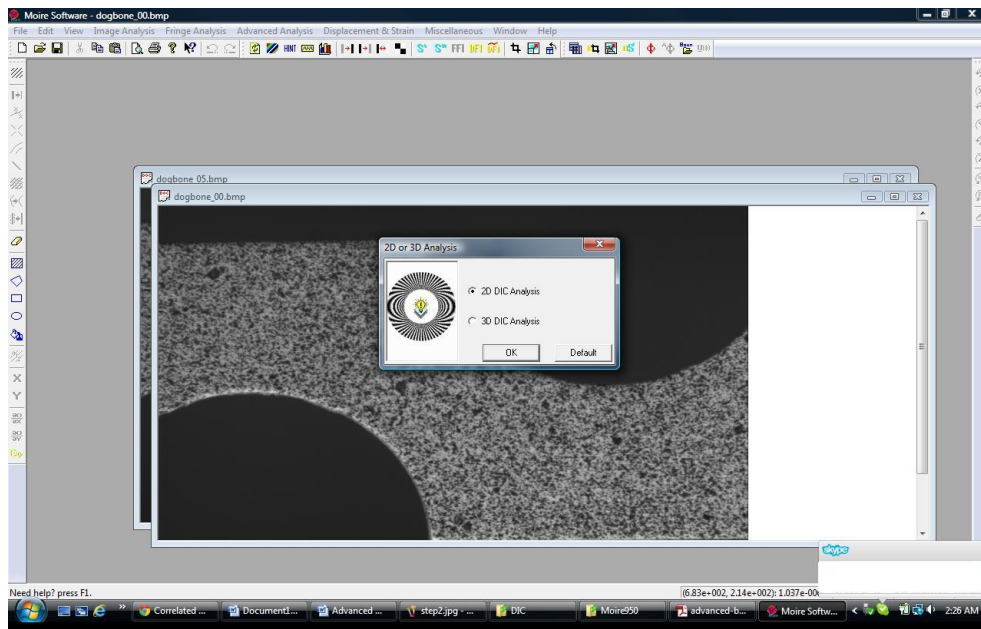 Moire Software - dogbone_00.bmp
File Edit View Image Analysis Fringe Analysis Advanced Analysis Displacement & Strain Miscellaneous Window Help
HNT S* FFI
X
Y
dogbone_05.bmp
dogbone_00.bmp
2D or 3D Analysis
2D DIC Analysis
3D DIC Analysis
OK Default
skype
Need help? press F1.
(6.83e+002, 2.14e+002): 1.037e-00
Correlated ... Document1... Advanced ... step2.jpg - ... DIC Moire950 advanced-b... Moire Softw... 2:26 AM